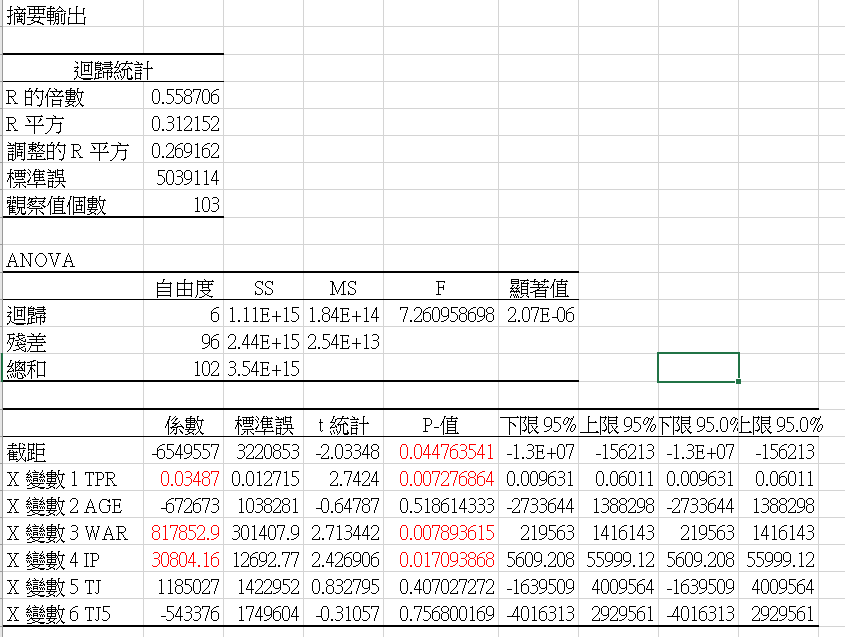 摘要輸出
迴歸統計
R 的倍數 0.558706
R 平方 0.312152
調整的 R 平方 0.269162
標準誤 5039114
觀察值個數 103
ANOVA
自由度 SS MS F 顯著值
迴歸 6 1.11E+15 1.84E+14 7.260958698 2.07E-06
殘差 96 2.44E+15 2.54E+13
總和 102 3.54E+15
係數 標準誤 t 統計 P-值 下限 95% 上限 95% 下限 95.0% 上限 95.0%
截距 -6549557 3220853 -2.03348 0.044763541 -1.3E+07 -156213 -1.3E+07 -156213
X 變數 1 TPR 0.03487 0.012715 2.7424 0.007276864 0.009631 0.06011 0.009631 0.06011
X 變數 2 AGE -672673 1038281 -0.64787 0.518614333 -2733644 1388298 -2733644 1388298
X 變數 3 WAR 817852.9 301407.9 2.713442 0.007893615 219563 1416143 219563 1416143
X 變數 4 IP 30804.16 12692.77 2.426906 0.017093868 5609.208 55999.12 5609.208 55999.12
X 變數 5 TJ 1185027 1422952 0.832795 0.407027272 -1639509 4009564 -1639509 4009564
X 變數 6 TJ5 -543376 1749604 -0.31057 0.756800169 -4016313 2929561 -4016313 2929561